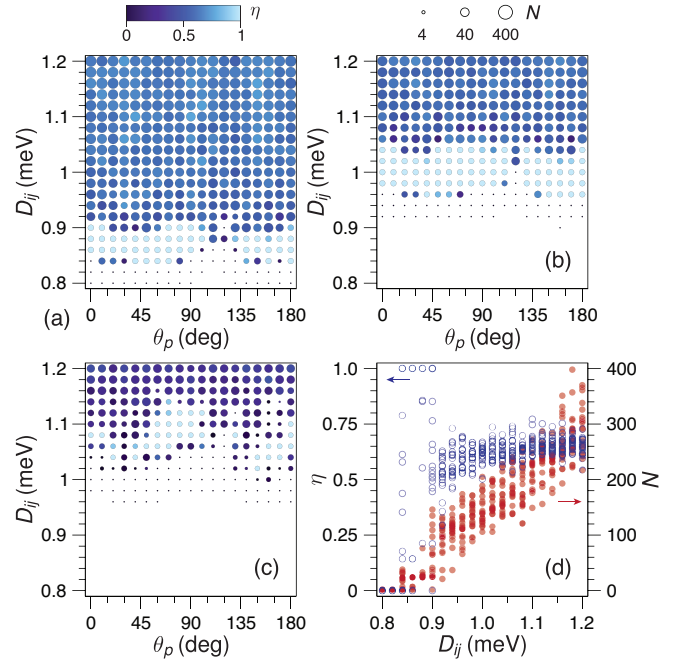 η
0 0.5 1
N
4 40 400
1.2
1.1
1
0.9
0.8
D_ij (meV)
0 45 90 135 180
θ_p (deg)
(a)
1.2
1.1
1
0.9
0.8
D_ij (meV)
0 45 90 135 180
θ_p (deg)
(b)
1.2
1.1
1
0.9
0.8
D_ij (meV)
0 45 90 135 180
θ_p (deg)
(c)
1.0
0.75
0.5
0.25
0
η
400
300
200
100
0
N
0.8 0.9 1.0 1.1 1.2
D_ij (meV)
(d)